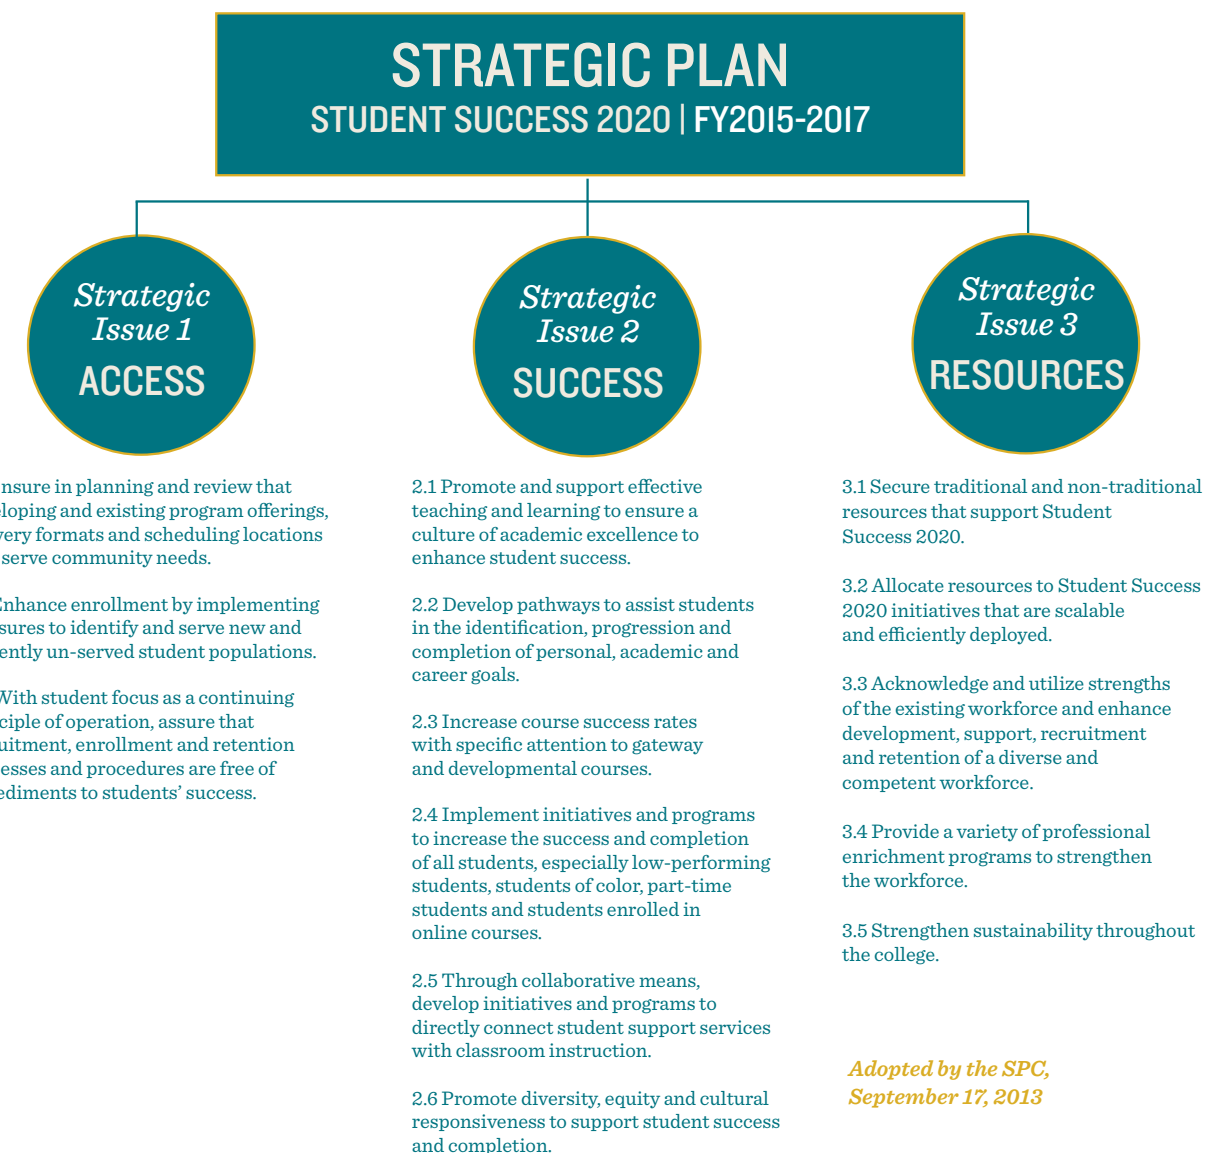 STRATEGIC PLAN
STUDENT SUCCESS 2020 | FY2015-2017
Strategic
Issue 1
ACCESS
nsure in planning and review that
loping and existing program offerings,
very formats and scheduling locations
serve community needs.
Enhance enrollment by implementing
sures to identify and serve new and
ently un-served student populations.
With student focus as a continuing
ciple of operation, assure that
uitment, enrollment and retention
esses and procedures are free of
ediments to students’ success.
Strategic
Issue 2
SUCCESS
2.1 Promote and support effective
teaching and learning to ensure a
culture of academic excellence to
enhance student success.
2.2 Develop pathways to assist students
in the identification, progression and
completion of personal, academic and
career goals.
2.3 Increase course success rates
with specific attention to gateway
and developmental courses.
2.4 Implement initiatives and programs
to increase the success and completion
of all students, especially low-performing
students, students of color, part-time
students and students enrolled in
online courses.
2.5 Through collaborative means,
develop initiatives and programs to
directly connect student support services
with classroom instruction.
2.6 Promote diversity, equity and cultural
responsiveness to support student success
and completion.
Strategic
Issue 3
RESOURCES
3.1 Secure traditional and non-traditional
resources that support Student
Success 2020.
3.2 Allocate resources to Student Success
2020 initiatives that are scalable
and efficiently deployed.
3.3 Acknowledge and utilize strengths
of the existing workforce and enhance
development, support, recruitment
and retention of a diverse and
competent workforce.
3.4 Provide a variety of professional
enrichment programs to strengthen
the workforce.
3.5 Strengthen sustainability throughout
the college.
Adopted by the SPC,
September 17, 2013